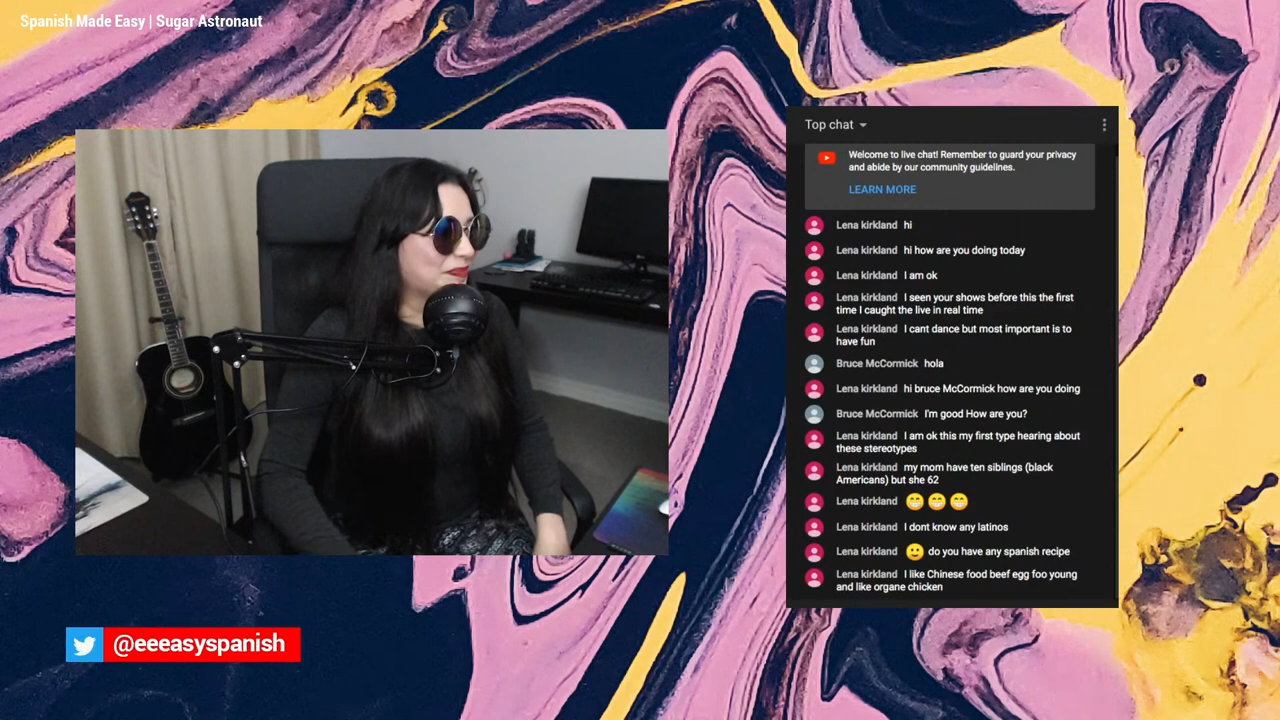 Spanish Made Easy | Sugar Astronaut
Top chat
Welcome to live chat! Remember to guard your privacy
and abide by our community guidelines.
LEARN MORE
Lena kirkland hi
Lena kirkland hi how are you doing today
Lena kirkland I am ok
Lena kirkland I seen your shows before this the first
time I caught the live in real time
Lena kirkland I cant dance but most important is to
have fun
Bruce McCormick hola
Lena kirkland hi bruce McCormick how are you doing
Bruce McCormick I'm good How are you?
Lena kirkland I am ok this my first type hearing about
these stereotypes
Lena kirkland my mom have ten siblings (black
Americans) but she 62
Lena kirkland 😁😁😁
Lena kirkland I dont know any latinos
Lena kirkland 🙂 do you have any spanish recipe
Lena kirkland I like Chinese food beef egg foo young
and like organe chicken
@eeeasyspanish